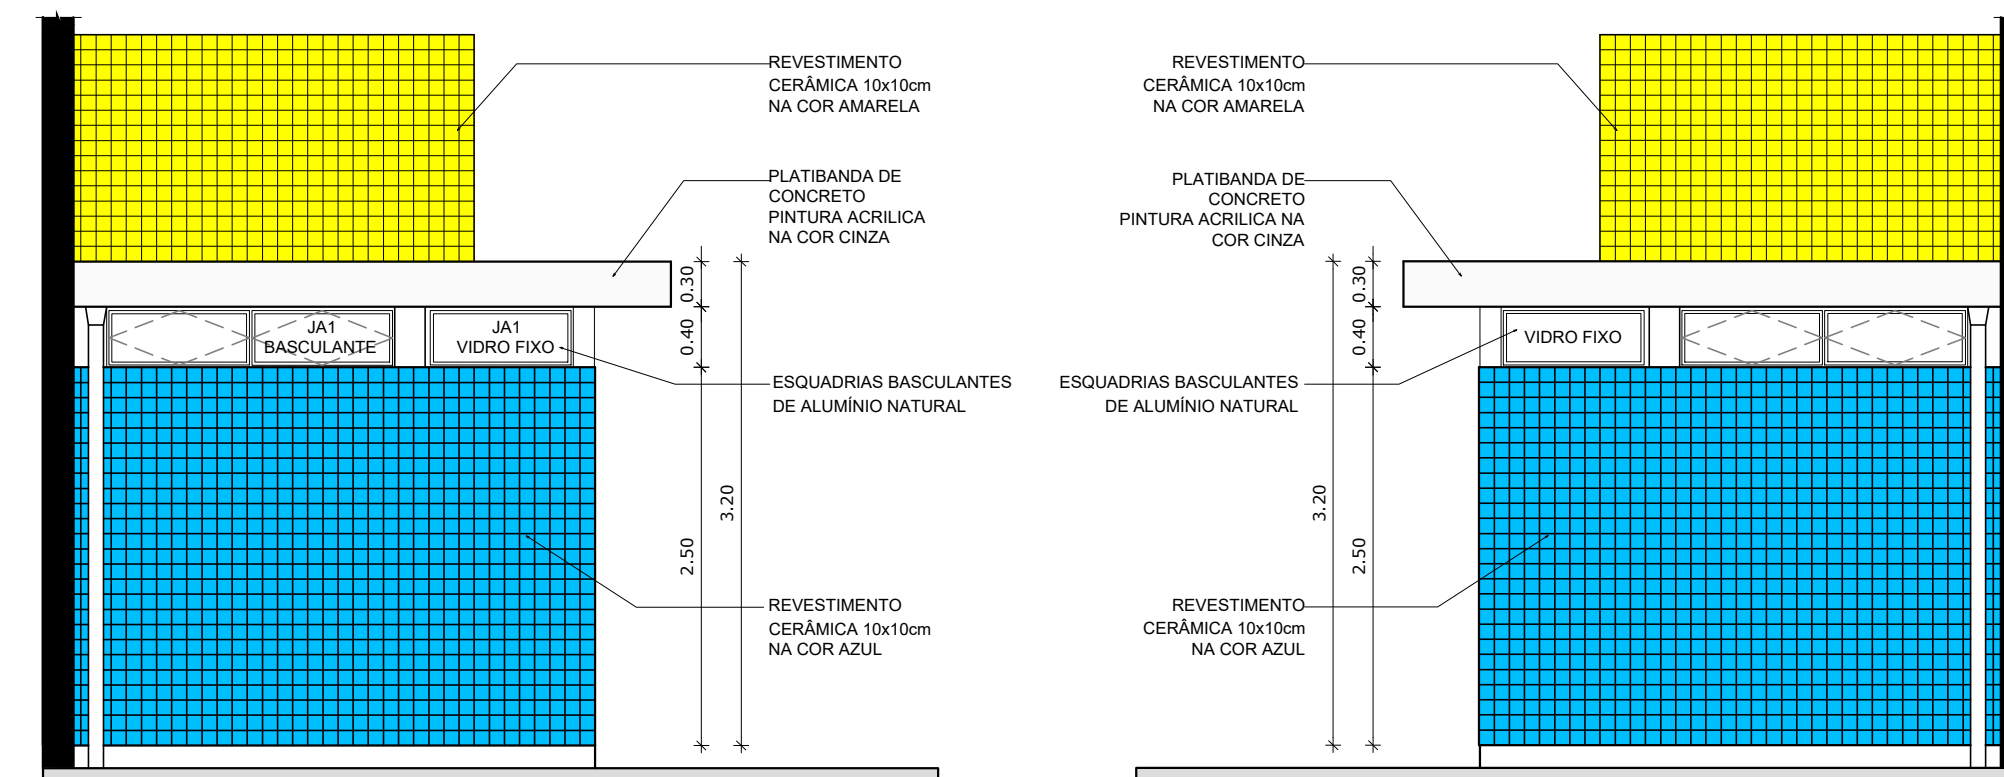 REVESTIMENTO
CERÂMICA 10x10cm
NA COR AMARELA
PLATIBANDA DE
CONCRETO
PINTURA ACRILICA
NA COR CINZA
0.30
0.40
JA1
BASCULANTE
JA1
VIDRO FIXO
ESQUADRIAS BASCULANTES
DE ALUMÍNIO NATURAL
3.20
2.50
REVESTIMENTO
CERÂMICA 10x10cm
NA COR AZUL
REVESTIMENTO
CERÂMICA 10x10cm
NA COR AMARELA
PLATIBANDA DE
CONCRETO
PINTURA ACRILICA NA
COR CINZA
0.30
0.40
VIDRO FIXO
ESQUADRIAS BASCULANTES
DE ALUMÍNIO NATURAL
3.20
2.50
REVESTIMENTO
CERÂMICA 10x10cm
NA COR AZUL